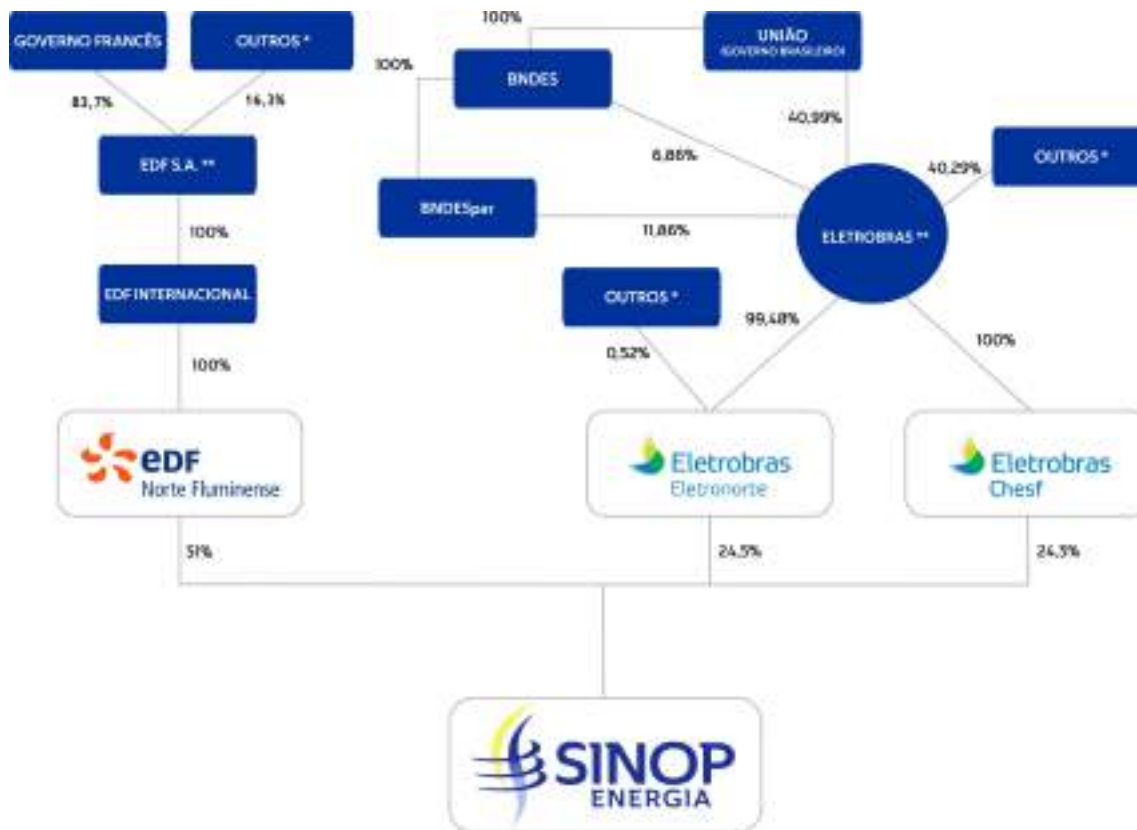 100%
GOVERNO FRANCÊS
OUTROS *
UNIÃO
(GOVERNO BRASILEIRO)
100%
BNDES
83,7%
16,3%
40,99%
EDF S.A. **
6,86%
40,29%
OUTROS *
BNDESpar
11,86%
ELETROBRAS **
100%
EDF INTERNACIONAL
OUTROS *
99,48%
100%
0,52%
100%
eDF
Norte Fluminense
Eletrobras
Eletronorte
Eletrobras
Chesf
51%
24,5%
24,5%
SINOP
ENERGIA